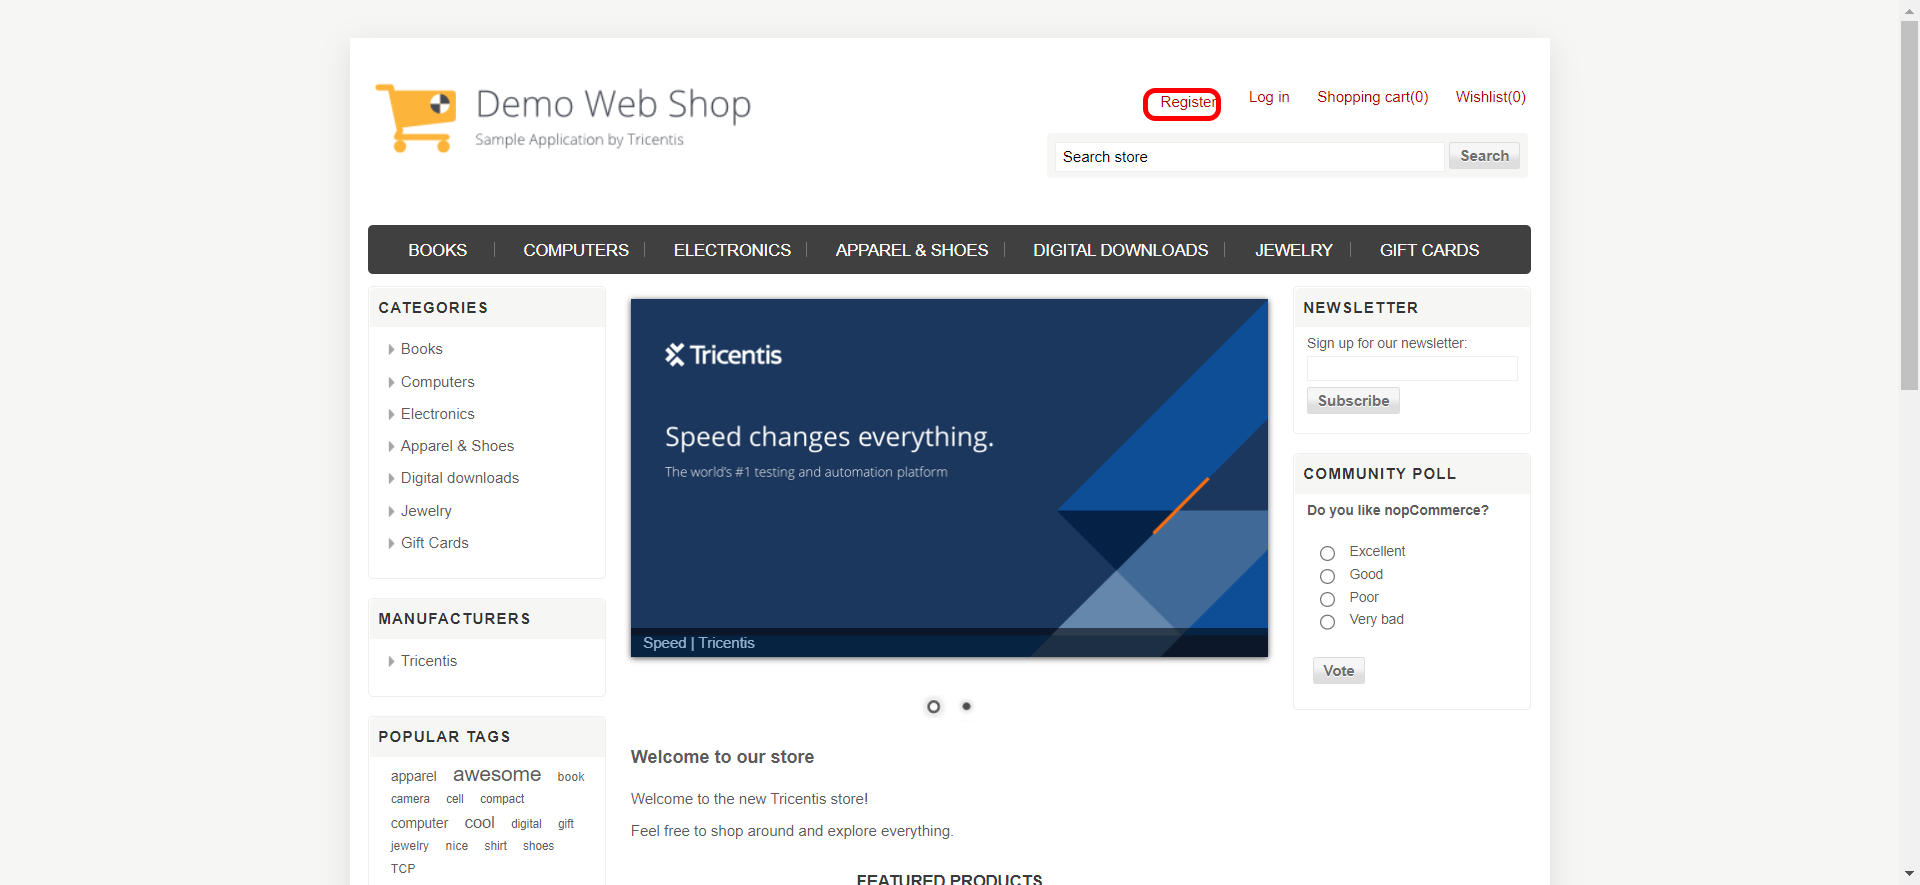 Demo Web Shop
Sample Application by Tricentis
Register Log in Shopping cart(0) Wishlist(0)
Search store Search
BOOKS COMPUTERS ELECTRONICS APPAREL & SHOES DIGITAL DOWNLOADS JEWELRY GIFT CARDS
CATEGORIES
Books
Computers
Electronics
Apparel & Shoes
Digital downloads
Jewelry
Gift Cards
MANUFACTURERS
Tricentis
POPULAR TAGS
apparel awesome book
camera cell compact
computer cool digital gift
jewelry nice shirt shoes
TCP
Tricentis
Speed changes everything.
The world's #1 testing and automation platform
Speed | Tricentis
Welcome to our store
Welcome to the new Tricentis store!
Feel free to shop around and explore everything.
FEATURED PRODUCTS
NEWSLETTER
Sign up for our newsletter:
Subscribe
COMMUNITY POLL
Do you like nopCommerce?
Excellent
Good
Poor
Very bad
Vote